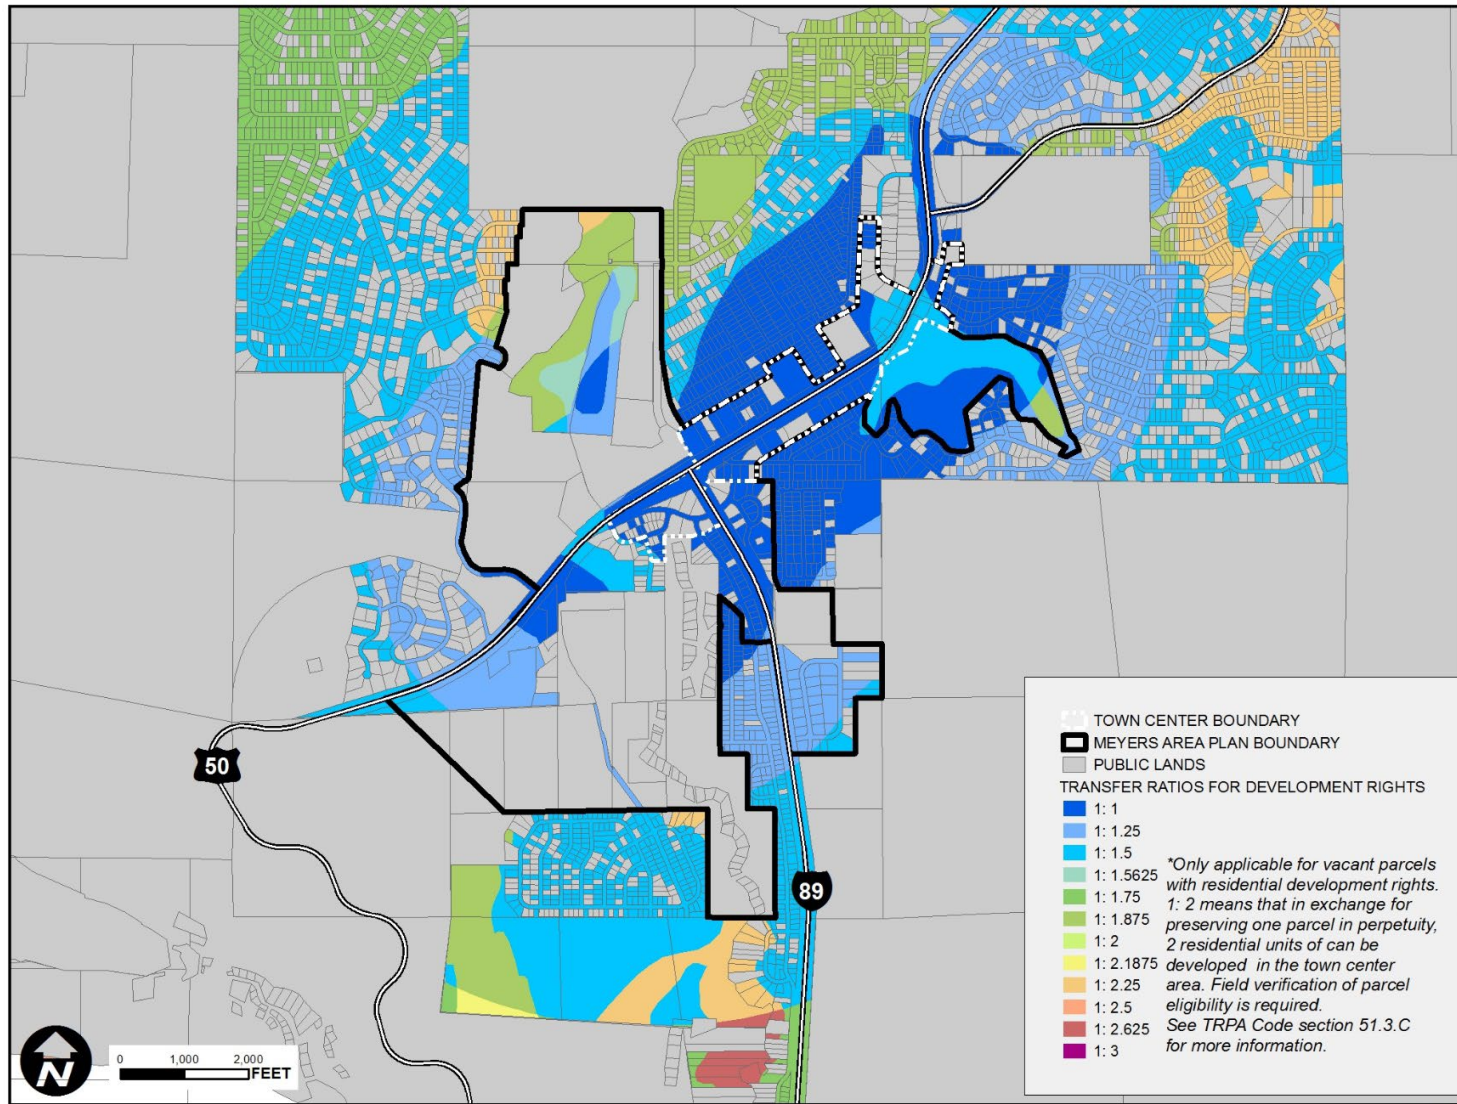 50
89
TOWN CENTER BOUNDARY
MEYERS AREA PLAN BOUNDARY
PUBLIC LANDS
TRANSFER RATIOS FOR DEVELOPMENT RIGHTS
1: 1
1: 1.25
1: 1.5
1: 1.5625
1: 1.75
1: 1.875
1: 2
1: 2.1875
1: 2.25
1: 2.5
1: 2.625
1: 3
*Only applicable for vacant parcels
with residential development rights.
1: 2 means that in exchange for
preserving one parcel in perpetuity,
2 residential units of can be
developed in the town center
area. Field verification of parcel
eligibility is required.
See TRPA Code section 51.3.C
for more information.
N
0 1,000 2,000
FEET